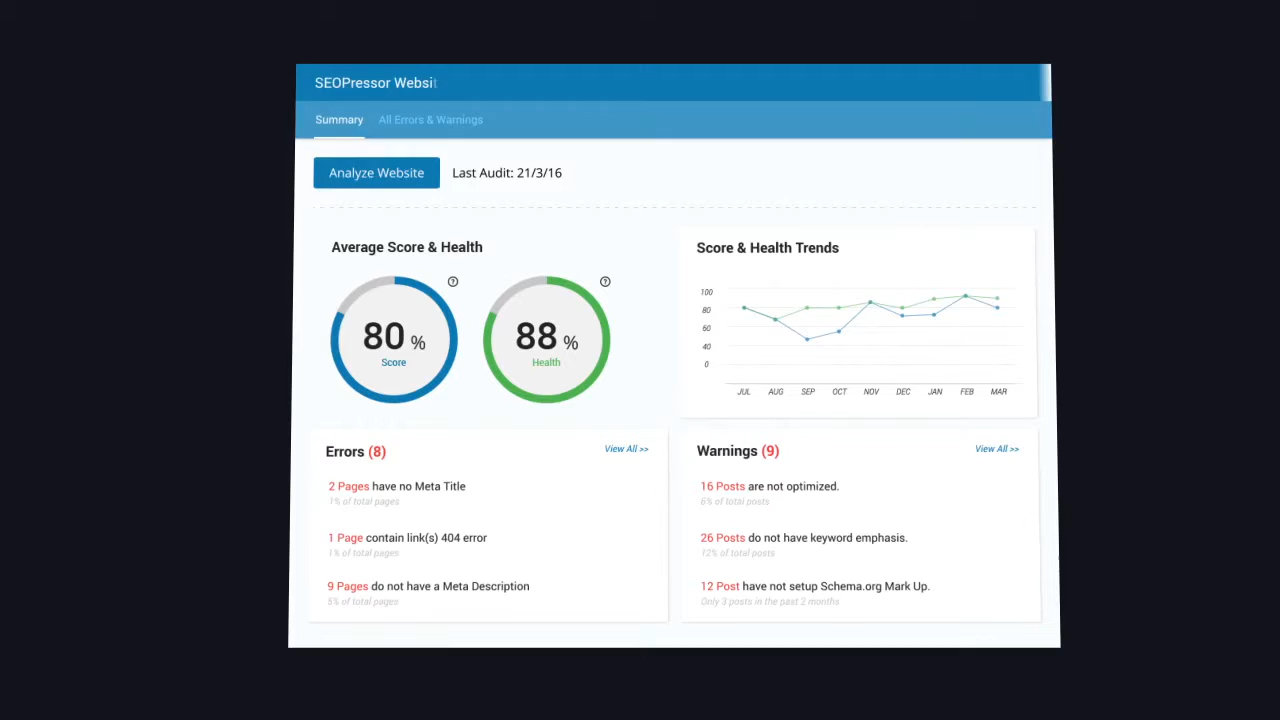 SEOPressor Websit
Summary All Errors & Warnings
Analyze Website Last Audit: 21/3/16
Average Score & Health
80 %
Score
88 %
Health
Score & Health Trends
100
80
60
40
0
JUL AUG SEP OCT NOV DEC JAN FEB MAR
Errors (8) View All >>
2 Pages have no Meta Title
1% of total pages
1 Page contain link(s) 404 error
1% of total pages
9 Pages do not have a Meta Description
5% of total pages
Warnings (9) View All >>
16 Posts are not optimized.
6% of total posts
26 Posts do not have keyword emphasis.
12% of total posts
12 Post have not setup Schema.org Mark Up.
Only 3 posts in the past 2 months